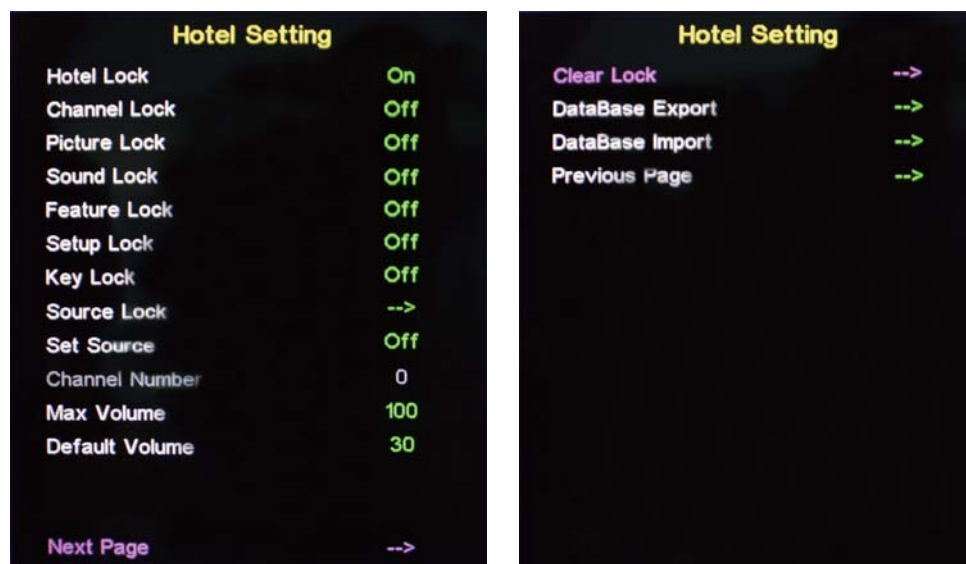 Hotel Setting
Hotel Lock On
Channel Lock Off
Picture Lock Off
Sound Lock Off
Feature Lock Off
Setup Lock Off
Key Lock Off
Source Lock -->
Set Source Off
Channel Number 0
Max Volume 100
Default Volume 30
Next Page -->
Hotel Setting
Clear Lock -->
DataBase Export -->
DataBase Import -->
Previous Page -->